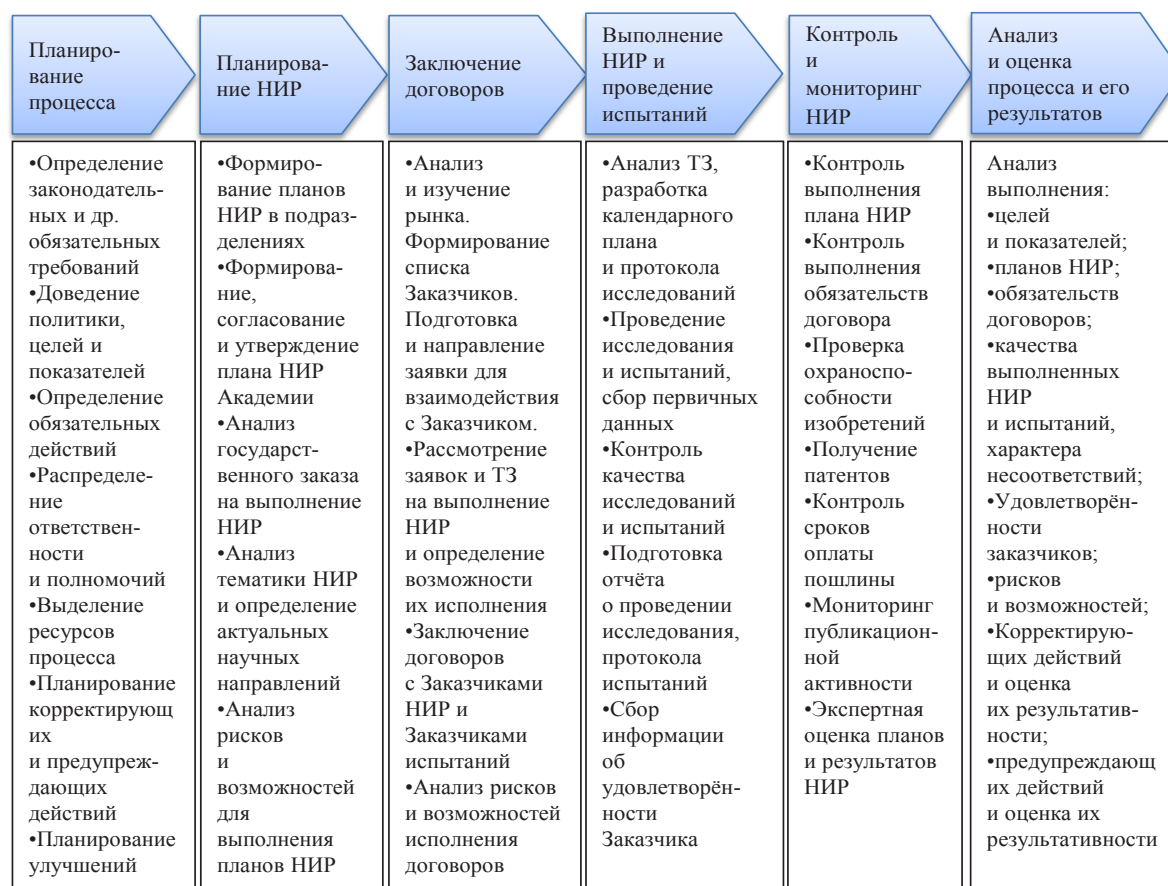 Планиро-
вание
процесса
Планирова-
ние НИР
Заключение
договоров
Выполнение
НИР и
проведение
испытаний
Контроль
и
мониторинг
НИР
Анализ
и оценка
процесса и его
результатов
•Определение
законодатель-
ных и др.
обязательных
требований
•Доведение
политики,
целей и
показателей
•Определение
обязательных
действий
•Распределе-
ние
ответствен-
ности
и полномочий
•Выделение
ресурсов
процесса
•Планирование
корректирующ
их
и предупреж-
дающих
действий
•Планирование
улучшений
•Формиро-
вание планов
НИР в подраз-
делениях
•Формирова-
ние,
согласование
и утверждение
плана НИР
Академии
•Анализ
государст-
венного заказа
на выполнение
НИР
•Анализ
тематики НИР
и определение
актуальных
научных
направлений
•Анализ
рисков
и
возможностей
для
выполнения
планов НИР
•Анализ
и изучение
рынка.
Формирование
списка
Заказчиков.
Подготовка
и направление
заявки для
взаимодействия
с Заказчиком.
•Рассмотрение
заявок и ТЗ
на выполнение
НИР
и определение
возможности
их исполнения
•Заключение
договоров
с Заказчиками
НИР и
Заказчиками
испытаний
•Анализ рисков
и возможностей
исполнения
договоров
•Анализ ТЗ,
разработка
календарного
плана
и протокола
исследований
•Проведение
исследования
и испытаний,
сбор первичных
данных
•Контроль
качества
исследований
и испытаний
•Подготовка
отчёта
о проведении
исследования,
протокола
испытаний
•Сбор
информации
об
удовлетворён-
ности
Заказчика
•Контроль
выполнения
плана НИР
•Контроль
выполнения
обязательств
договора
•Проверка
охраноспо-
собности
изобретений
•Получение
патентов
•Контроль
сроков
оплаты
пошлины
•Мониторинг
публикацион-
ной
активности
•Экспертная
оценка планов
и результатов
НИР
Анализ
выполнения:
•целей
и показателей;
•планов НИР;
•обязательств
договоров;
•качества
выполненных
НИР
и испытаний,
характера
несоответствий;
•Удовлетворён-
ности
заказчиков;
•рисков
и возможностей;
•Корректирую-
щих действий
и оценка
их результатив-
ности;
•предупреждающ
их действий
и оценка их
результативности